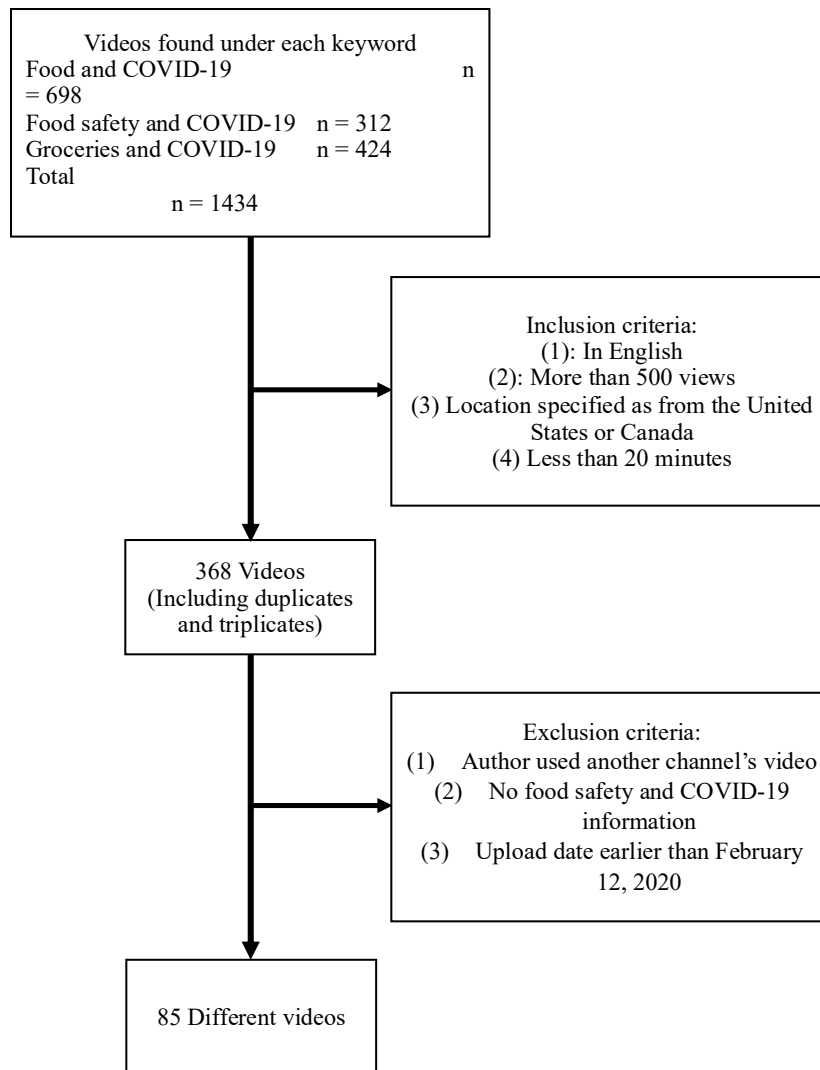 Videos found under each keyword
Food and COVID-19 n
= 698
Food safety and COVID-19 n = 312
Groceries and COVID-19 n = 424
Total
n = 1434
Inclusion criteria:
(1): In English
(2): More than 500 views
(3) Location specified as from the United
States or Canada
(4) Less than 20 minutes
368 Videos
(Including duplicates
and triplicates)
Exclusion criteria:
(1) Author used another channel’s video
(2) No food safety and COVID-19
information
(3) Upload date earlier than February
12, 2020
85 Different videos